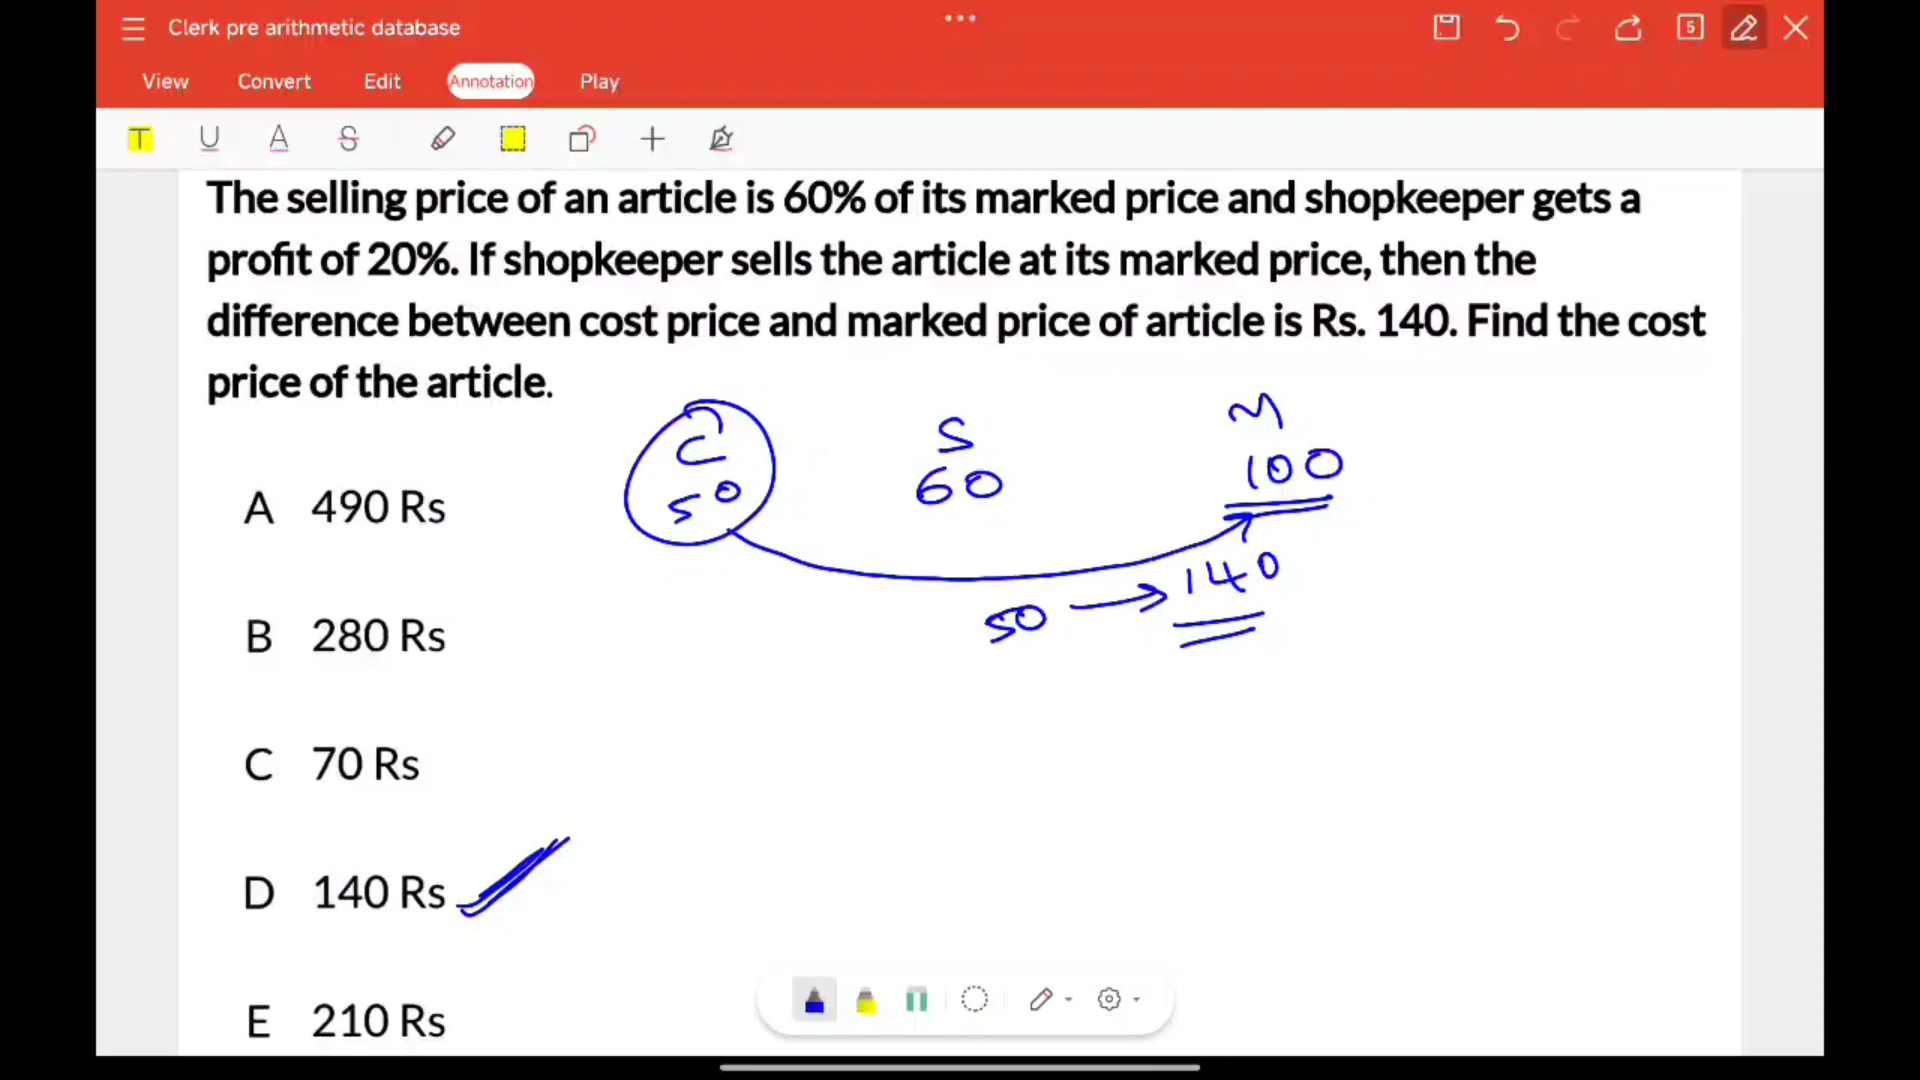 Clerk pre arithmetic database
5
View Convert Edit Annotation Play
T U A S
The selling price of an article is 60% of its marked price and shopkeeper gets a
profit of 20%. If shopkeeper sells the article at its marked price, then the
difference between cost price and marked price of article is Rs. 140. Find the cost
price of the article.
C S M
50 60 100
50 → 140
A 490 Rs
B 280 Rs
C 70 Rs
D 140 Rs
E 210 Rs